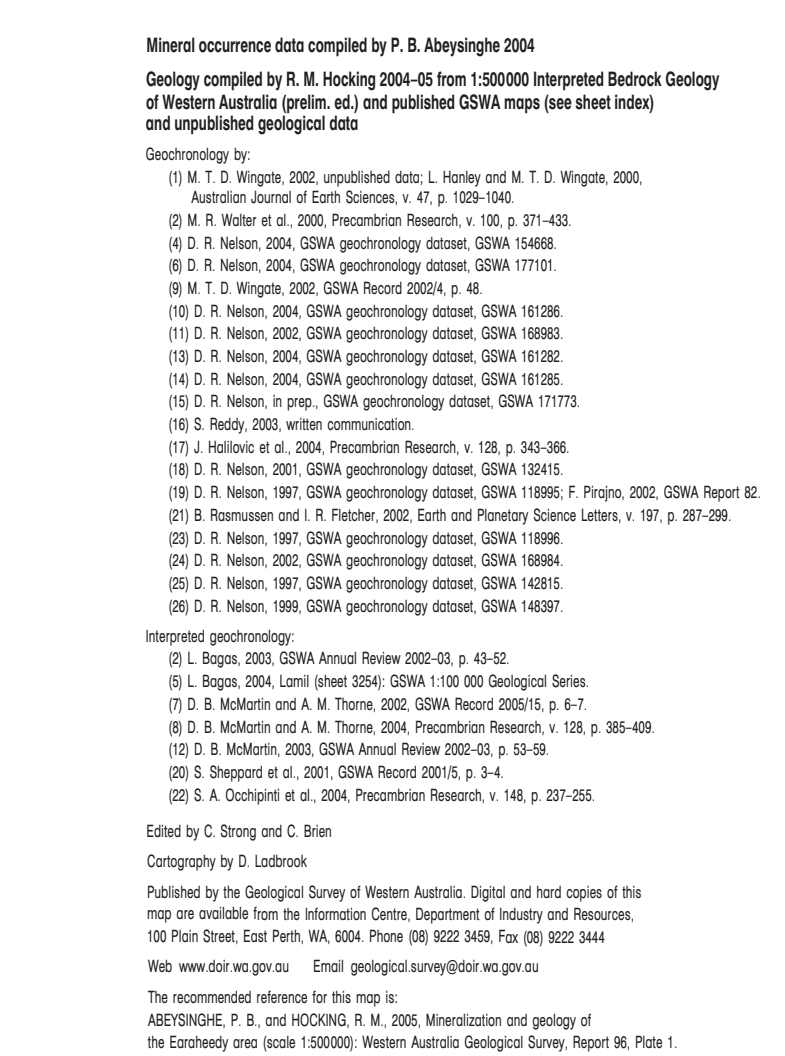 Mineral occurrence data compiled by P. B. Abeysinghe 2004
Geology compiled by R. M. Hocking 2004–05 from 1:500000 Interpreted Bedrock Geology
of Western Australia (prelim. ed.) and published GSWA maps (see sheet index)
and unpublished geological data
Geochronology by:
(1) M. T. D. Wingate, 2002, unpublished data; L. Hanley and M. T. D. Wingate, 2000,
Australian Journal of Earth Sciences, v. 47, p. 1029–1040.
(2) M. R. Walter et al., 2000, Precambrian Research, v. 100, p. 371–433.
(4) D. R. Nelson, 2004, GSWA geochronology dataset, GSWA 154668.
(6) D. R. Nelson, 2004, GSWA geochronology dataset, GSWA 177101.
(9) M. T. D. Wingate, 2002, GSWA Record 2002/4, p. 48.
(10) D. R. Nelson, 2004, GSWA geochronology dataset, GSWA 161286.
(11) D. R. Nelson, 2002, GSWA geochronology dataset, GSWA 168983.
(13) D. R. Nelson, 2004, GSWA geochronology dataset, GSWA 161282.
(14) D. R. Nelson, 2004, GSWA geochronology dataset, GSWA 161285.
(15) D. R. Nelson, in prep., GSWA geochronology dataset, GSWA 171773.
(16) S. Reddy, 2003, written communication.
(17) J. Halilovic et al., 2004, Precambrian Research, v. 128, p. 343–366.
(18) D. R. Nelson, 2001, GSWA geochronology dataset, GSWA 132415.
(19) D. R. Nelson, 1997, GSWA geochronology dataset, GSWA 118995; F. Pirajno, 2002, GSWA Report 82.
(21) B. Rasmussen and I. R. Fletcher, 2002, Earth and Planetary Science Letters, v. 197, p. 287–299.
(23) D. R. Nelson, 1997, GSWA geochronology dataset, GSWA 118996.
(24) D. R. Nelson, 2002, GSWA geochronology dataset, GSWA 168984.
(25) D. R. Nelson, 1997, GSWA geochronology dataset, GSWA 142815.
(26) D. R. Nelson, 1999, GSWA geochronology dataset, GSWA 148397.
Interpreted geochronology:
(2) L. Bagas, 2003, GSWA Annual Review 2002–03, p. 43–52.
(5) L. Bagas, 2004, Lamil (sheet 3254): GSWA 1:100 000 Geological Series.
(7) D. B. McMartin and A. M. Thorne, 2002, GSWA Record 2005/15, p. 6–7.
(8) D. B. McMartin and A. M. Thorne, 2004, Precambrian Research, v. 128, p. 385–409.
(12) D. B. McMartin, 2003, GSWA Annual Review 2002–03, p. 53–59.
(20) S. Sheppard et al., 2001, GSWA Record 2001/5, p. 3–4.
(22) S. A. Occhipinti et al., 2004, Precambrian Research, v. 148, p. 237–255.
Edited by C. Strong and C. Brien
Cartography by D. Ladbrook
Published by the Geological Survey of Western Australia. Digital and hard copies of this
map are available from the Information Centre, Department of Industry and Resources,
100 Plain Street, East Perth, WA, 6004. Phone (08) 9222 3459, Fax (08) 9222 3444
Web www.doir.wa.gov.au Email geological.survey@doir.wa.gov.au
The recommended reference for this map is:
ABEYSINGHE, P. B., and HOCKING, R. M., 2005, Mineralization and geology of
the Earaheedy area (scale 1:500000): Western Australia Geological Survey, Report 96, Plate 1.